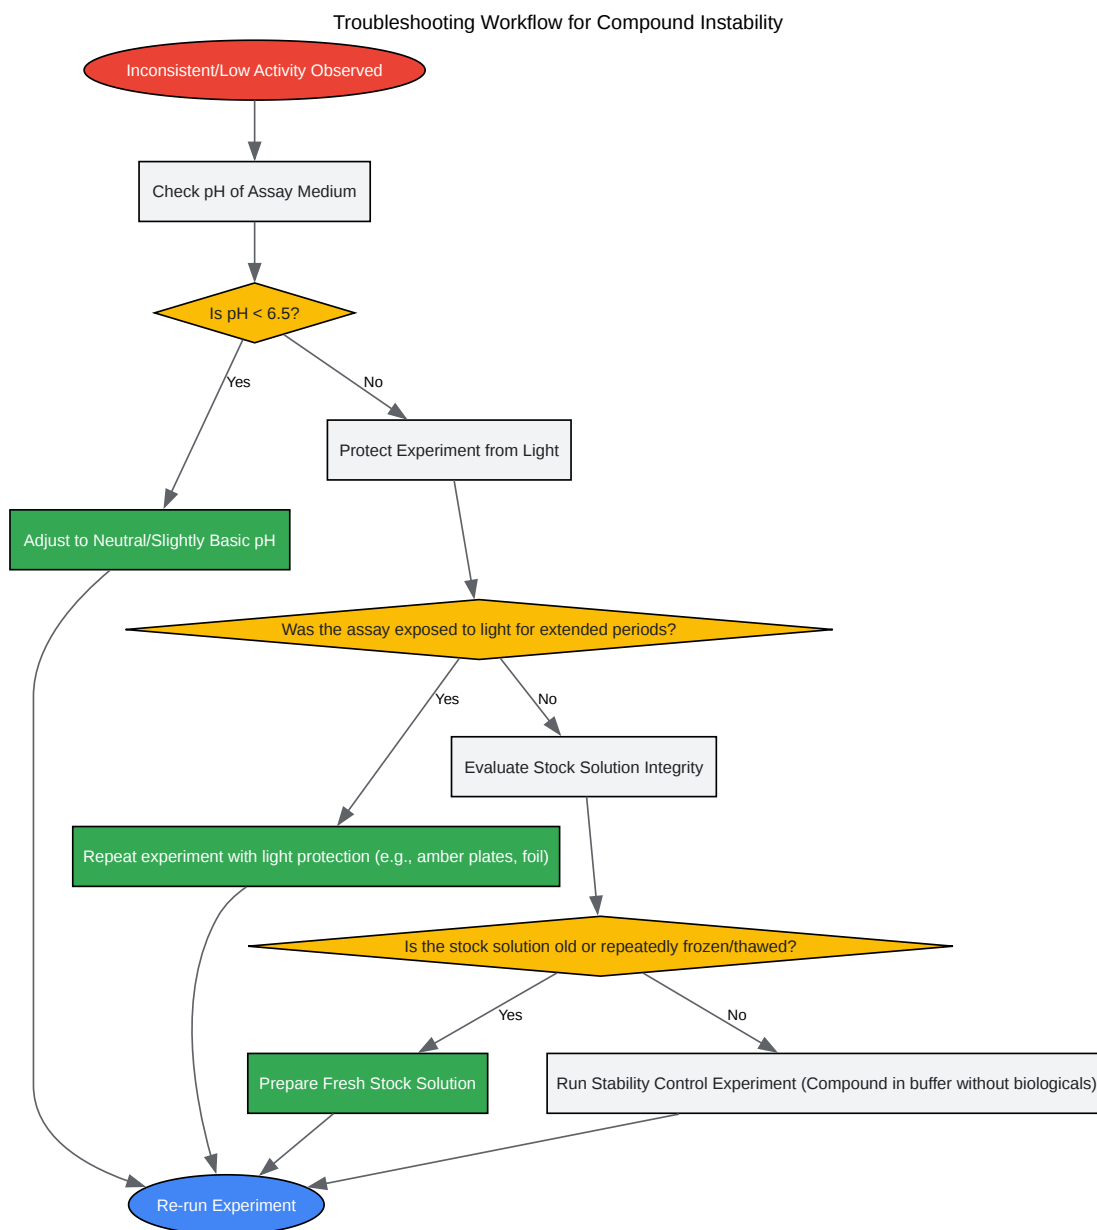 Troubleshooting Workflow for Compound Instability
Inconsistent/Low Activity Observed
Check pH of Assay Medium
Is pH < 6.5?
Yes
No
Protect Experiment from Light
Adjust to Neutral/Slightly Basic pH
Was the assay exposed to light for extended periods?
Yes
No
Evaluate Stock Solution Integrity
Repeat experiment with light protection (e.g., amber plates, foil)
Is the stock solution old or repeatedly frozen/thawed?
Yes
No
Prepare Fresh Stock Solution
Run Stability Control Experiment (Compound in buffer without biologicals)
Re-run Experiment